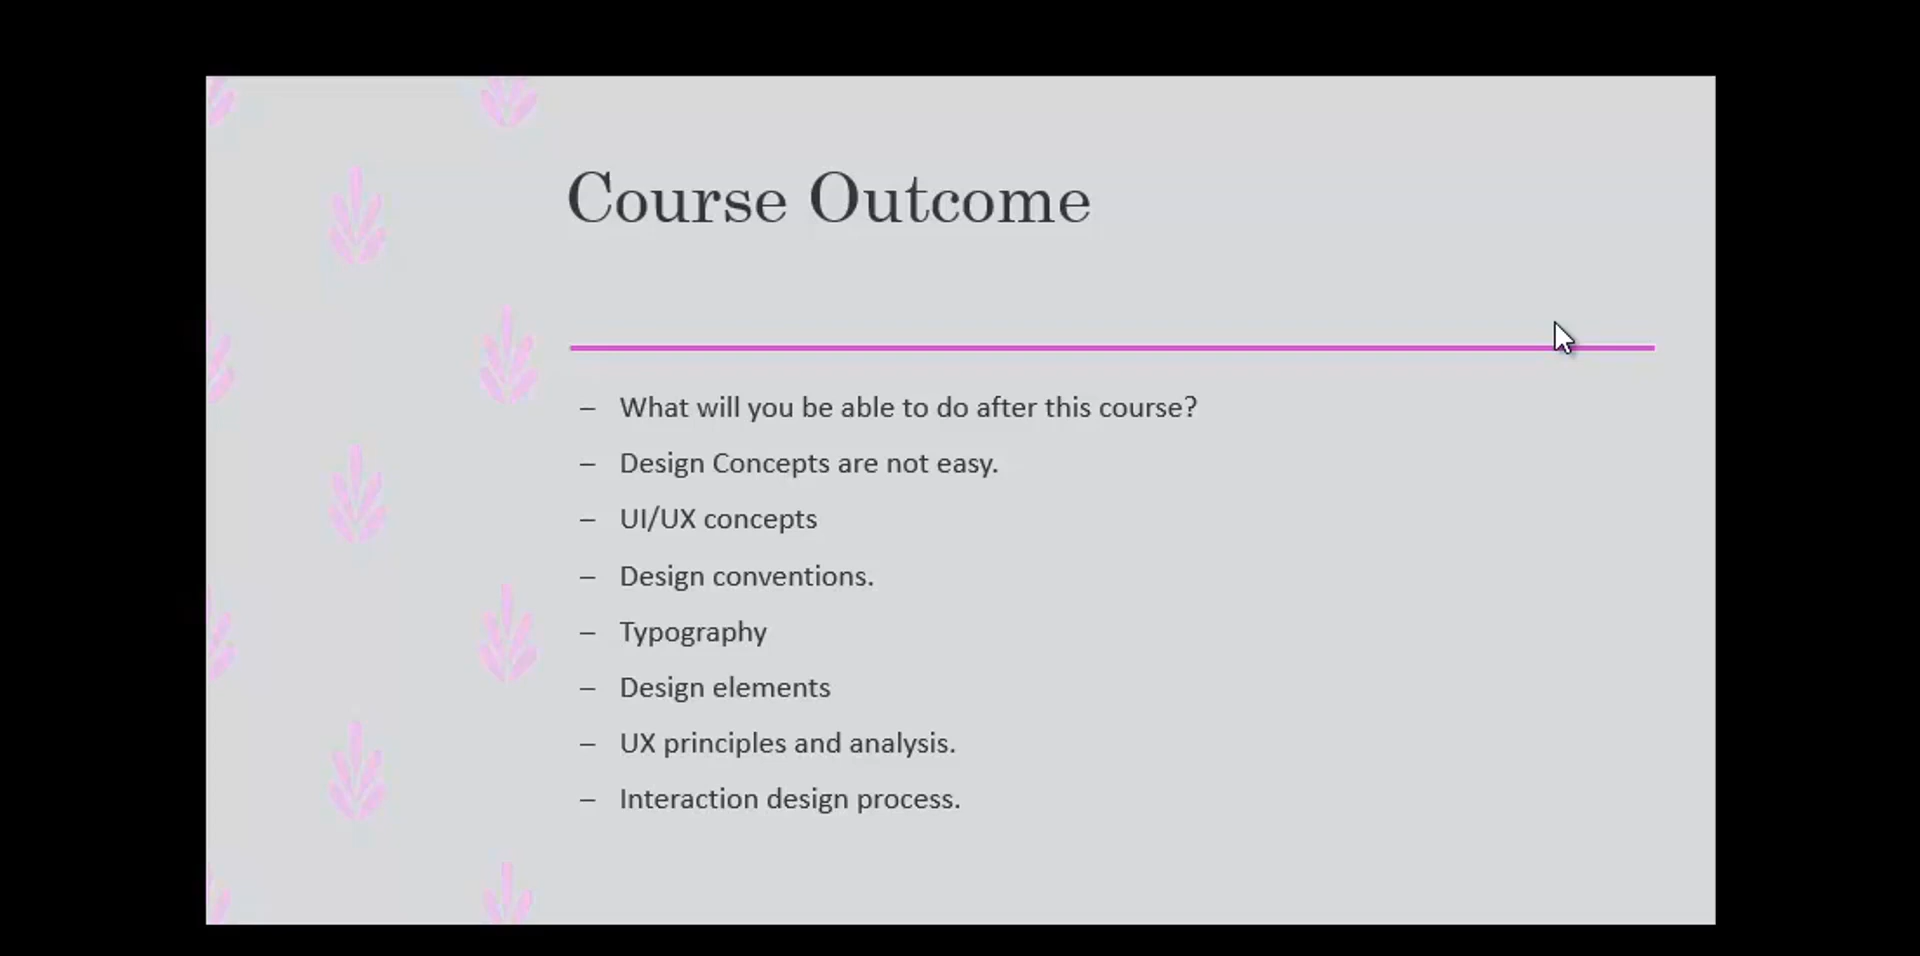 Course Outcome
– What will you be able to do after this course?
– Design Concepts are not easy.
– UI/UX concepts
– Design conventions.
– Typography
– Design elements
– UX principles and analysis.
– Interaction design process.